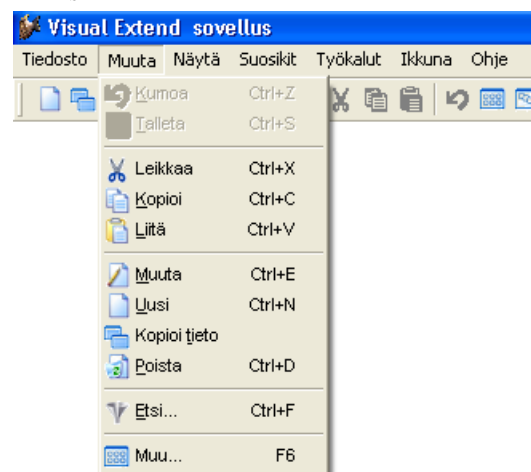 Visual Extend sovellus
Tiedosto Muuta Näytä Suosikit Työkalut Ikkuna Ohje
Kumoa Ctrl+Z
Talleta Ctrl+S
Leikkaa Ctrl+X
Kopioi Ctrl+C
Liitä Ctrl+V
Muuta Ctrl+E
Uusi Ctrl+N
Kopioi tieto
Poista Ctrl+D
Etsi... Ctrl+F
Muu... F6